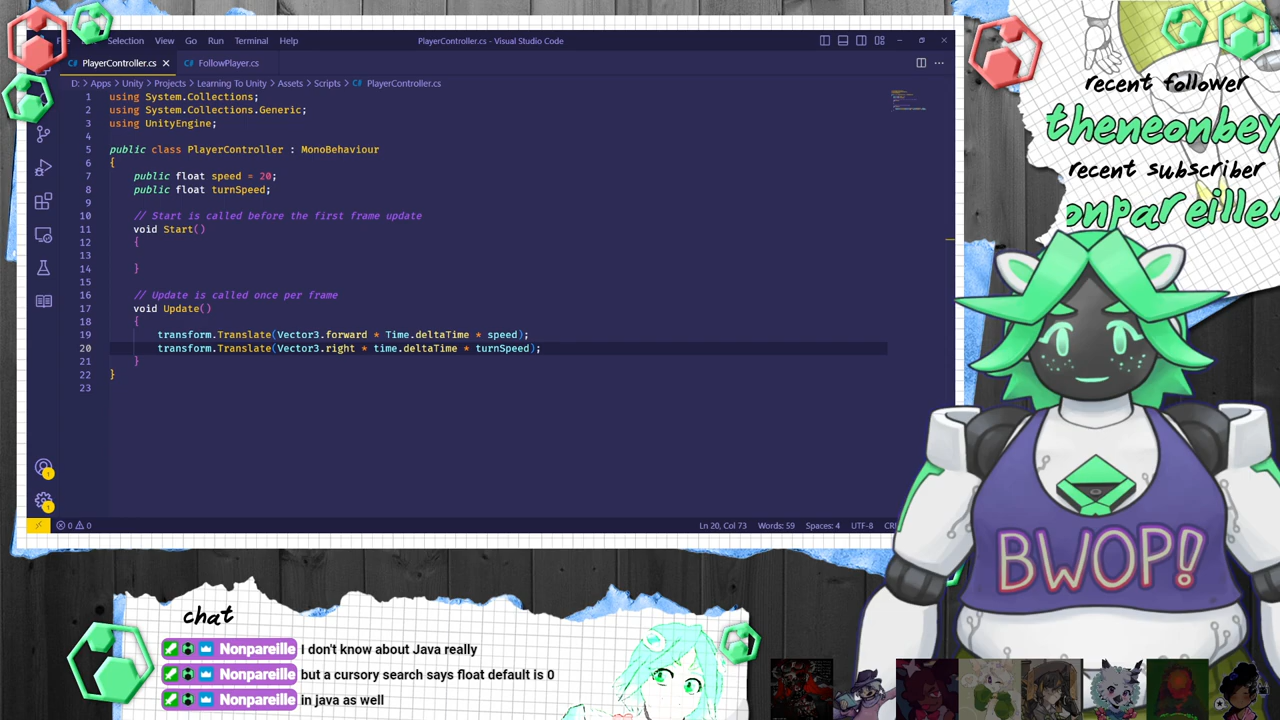 Selection View Go Run Terminal Help
PlayerController.cs - Visual Studio Code
PlayerController.cs FollowPlayer.cs
D: > Apps > Unity > Projects > Learning To Unity > Assets > Scripts > PlayerController.cs
1 using System.Collections;
2 using System.Collections.Generic;
3 using UnityEngine;
4
5 public class PlayerController : MonoBehaviour
6 {
7 public float speed = 20;
8 public float turnSpeed;
9
10 // Start is called before the first frame update
11 void Start()
12 {
13
14 }
15
16 // Update is called once per frame
17 void Update()
18 {
19 transform.Translate(Vector3.forward * Time.deltaTime * speed);
20 transform.Translate(Vector3.right * time.deltaTime * turnSpeed);
21 }
22 }
23
0 0
Ln 20, Col 73 Words: 59 Spaces: 4 UTF-8
recent follower
theneonbey
recent subscriber
onpareille
BWOP!
chat
Nonpareille I don't know about Java really
Nonpareille but a cursory search says float default is 0
Nonpareille in java as well